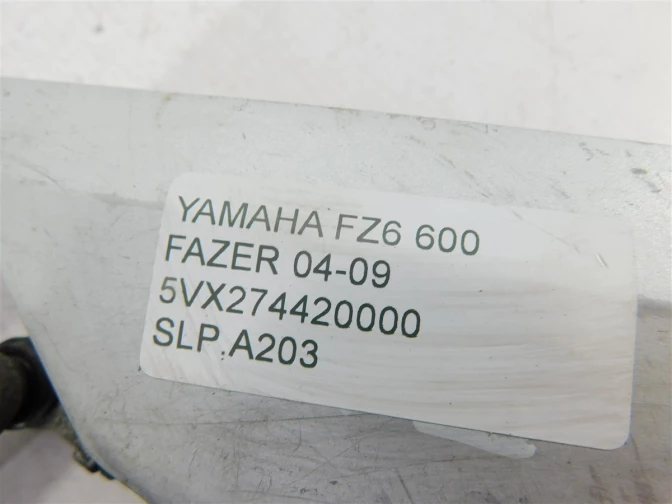 YAMAHA FZ6 600
FAZER 04-09
5VX274420000
SLP.A203